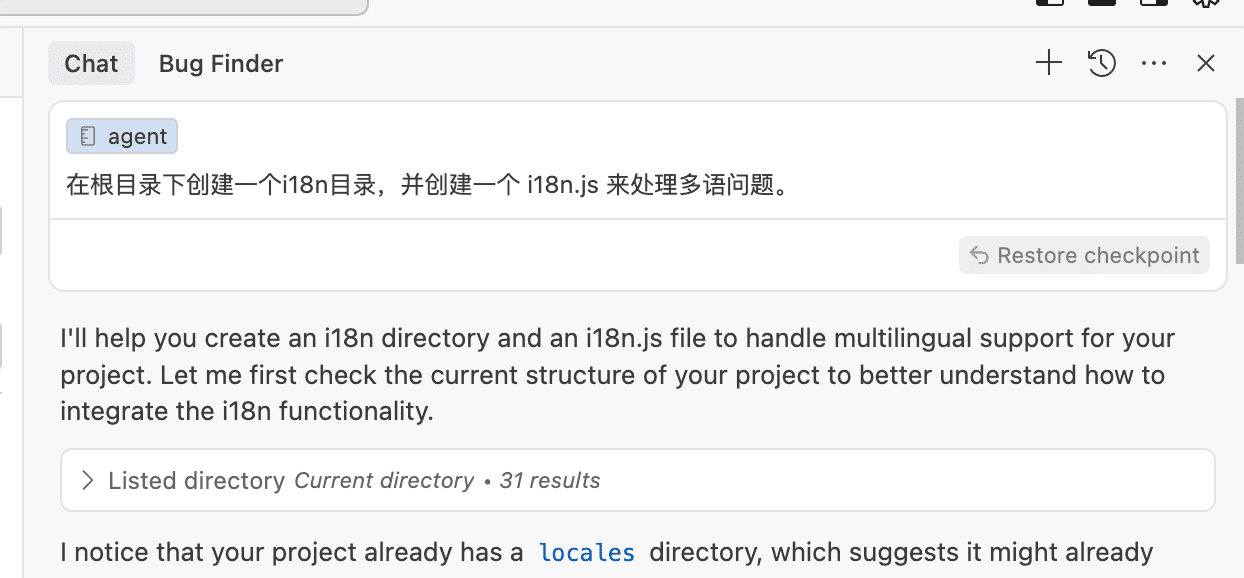 Chat Bug Finder
agent
在根目录下创建一个i18n目录，并创建一个 i18n.js 来处理多语问题。
Restore checkpoint
I'll help you create an i18n directory and an i18n.js file to handle multilingual support for your
project. Let me first check the current structure of your project to better understand how to
integrate the i18n functionality.
Listed directory Current directory • 31 results
I notice that your project already has a locales directory, which suggests it might already